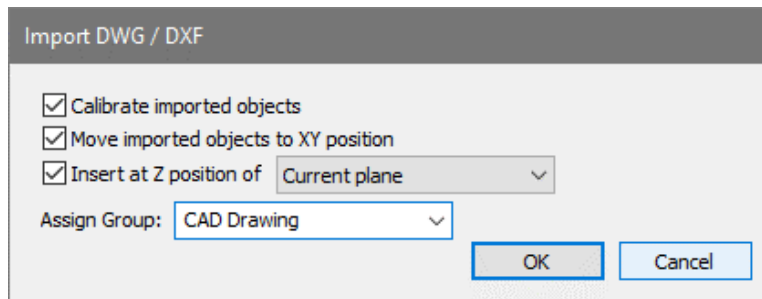 Import DWG / DXF
Calibrate imported objects
Move imported objects to XY position
Insert at Z position of Current plane
Assign Group: CAD Drawing
OK Cancel